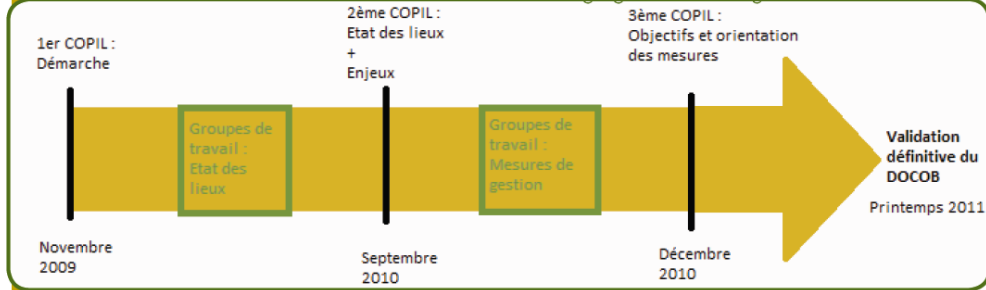 1er COPIL :
Démarche
2ème COPIL :
Etat des lieux
+
Enjeux
3ème COPIL :
Objectifs et orientation
des mesures
Groupes de
travail :
Etat des
lieux
Groupes de
travail :
Mesures de
gestion
Validation
définitive du
DOCOB
Printemps 2011
Novembre
2009
Septembre
2010
Décembre
2010